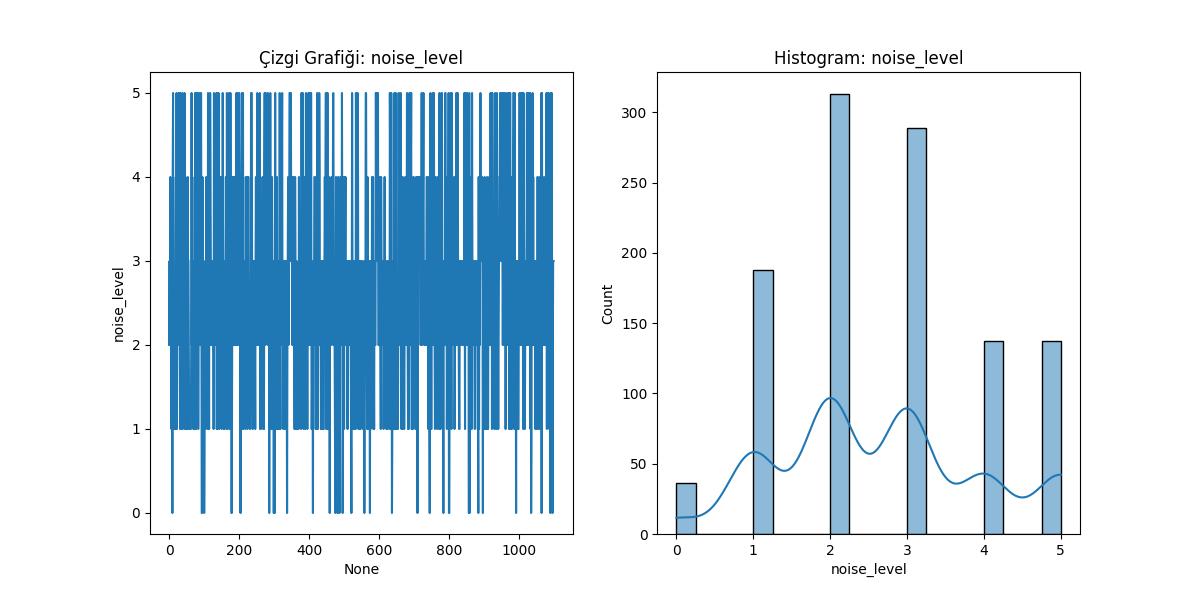 Çizgi Grafiği: noise_level
5
4
3
2
1
0
noise_level
0 200 400 600 800 1000
None
Histogram: noise_level
300
250
200
150
100
50
0
Count
0 1 2 3 4 5
noise_level